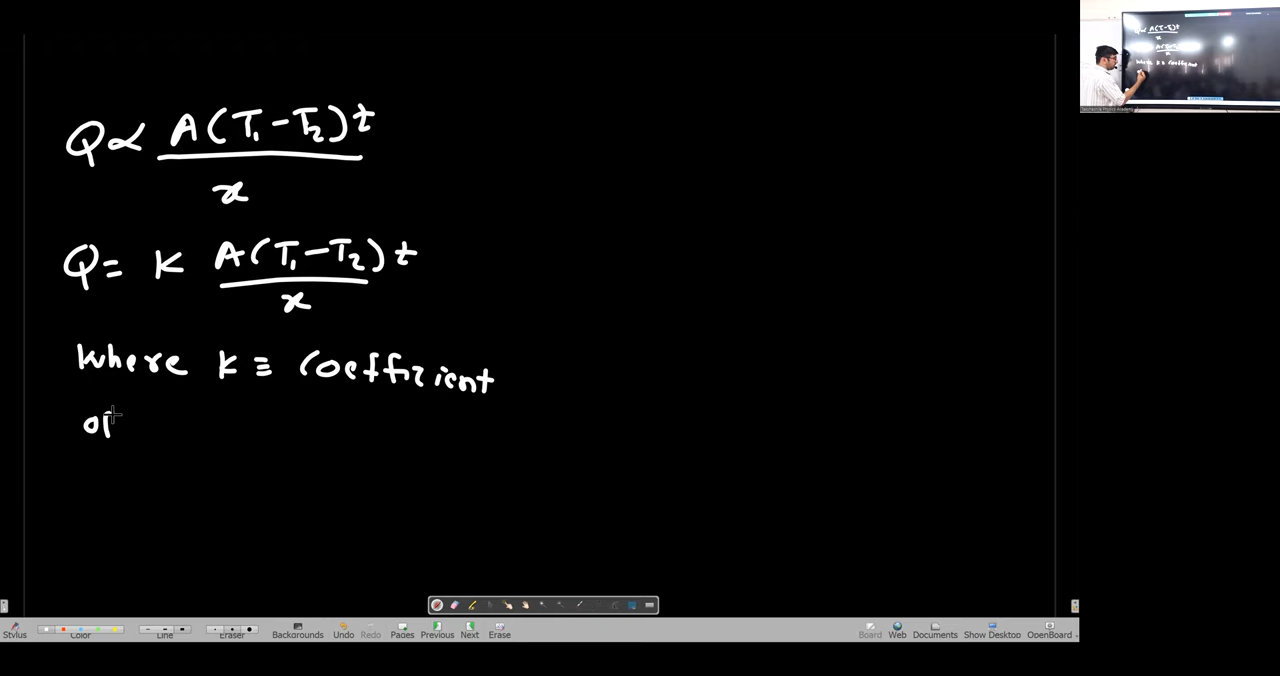 Q∝ A(T₁-T₂)t
x
Q= K A(T₁-T₂)t
x
where K≡ coefficient
of
Stylus Color Line Eraser Backgrounds Undo Redo Pages Previous Next Erase Board Web Documents Show Desktop OpenBoard